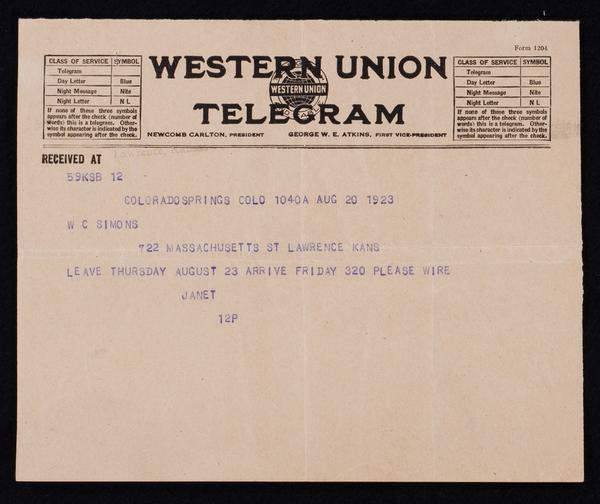 Form 1204
CLASS OF SERVICE SYMBOL
Telegram
Day Letter Blue
Night Message Nite
Night Letter N L
If none of these three symbols
appears after the check (number of
words) this is a telegram. Other-
wise its character is indicated by the
symbol appearing after the check.
WESTERN UNION
WESTERN UNION
TELEGRAM
NEWCOMB CARLTON, PRESIDENT GEORGE W. E. ATKINS, FIRST VICE-PRESIDENT
CLASS OF SERVICE SYMBOL
Telegram
Day Letter Blue
Night Message Nite
Night Letter N L
If none of these three symbols
appears after the check (number of
words) this is a telegram. Other-
wise its character is indicated by the
symbol appearing after the check.
RECEIVED AT
59KSB 12
COLORADOSPRINGS COLO 1040A AUG 20 1923
W C SIMONS
722 MASSACHUSETTS ST LAWRENCE KANS
LEAVE THURSDAY AUGUST 23 ARRIVE FRIDAY 320 PLEASE WIRE
JANET
12P